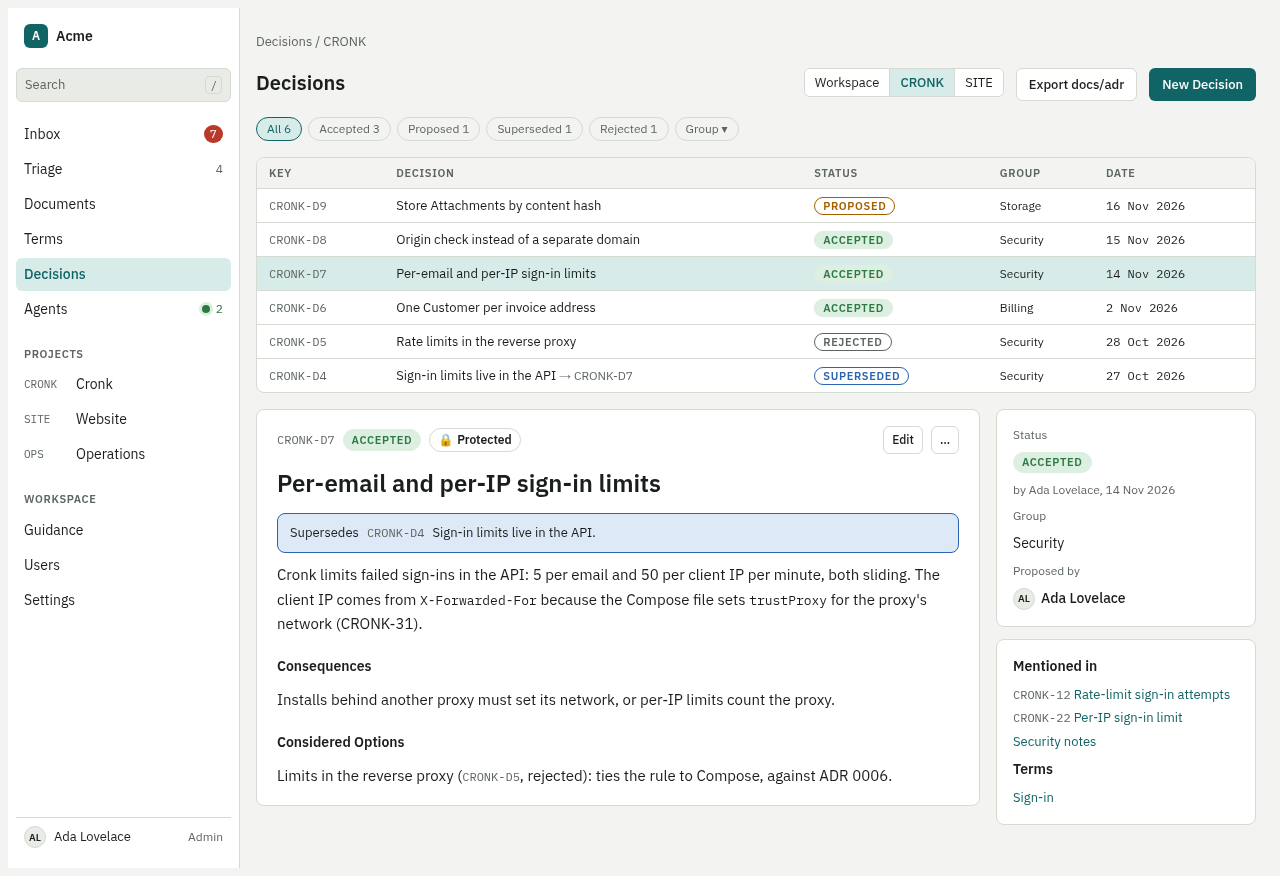 A Acme
Search /
Inbox 7
Triage 4
Documents
Terms
Decisions
Agents 2
PROJECTS
CRONK Cronk
SITE Website
OPS Operations
WORKSPACE
Guidance
Users
Settings
AL Ada Lovelace Admin
Decisions / CRONK
Decisions
Workspace CRONK SITE Export docs/adr New Decision
All 6 Accepted 3 Proposed 1 Superseded 1 Rejected 1 Group ▾
KEY DECISION STATUS GROUP DATE
CRONK-D9 Store Attachments by content hash PROPOSED Storage 16 Nov 2026
CRONK-D8 Origin check instead of a separate domain ACCEPTED Security 15 Nov 2026
CRONK-D7 Per-email and per-IP sign-in limits ACCEPTED Security 14 Nov 2026
CRONK-D6 One Customer per invoice address ACCEPTED Billing 2 Nov 2026
CRONK-D5 Rate limits in the reverse proxy REJECTED Security 28 Oct 2026
CRONK-D4 Sign-in limits live in the API → CRONK-D7 SUPERSEDED Security 27 Oct 2026
CRONK-D7 ACCEPTED 🔒 Protected Edit …
Per-email and per-IP sign-in limits
Supersedes CRONK-D4 Sign-in limits live in the API.
Cronk limits failed sign-ins in the API: 5 per email and 50 per client IP per minute, both sliding. The
client IP comes from X-Forwarded-For because the Compose file sets trustProxy for the proxy's
network (CRONK-31).
Consequences
Installs behind another proxy must set its network, or per-IP limits count the proxy.
Considered Options
Limits in the reverse proxy (CRONK-D5, rejected): ties the rule to Compose, against ADR 0006.
Status
ACCEPTED
by Ada Lovelace, 14 Nov 2026
Group
Security
Proposed by
AL Ada Lovelace
Mentioned in
CRONK-12 Rate-limit sign-in attempts
CRONK-22 Per-IP sign-in limit
Security notes
Terms
Sign-in